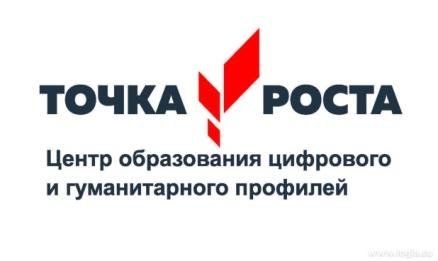 ТОЧКА РОСТА
Центр образования цифрового
и гуманитарного профилей